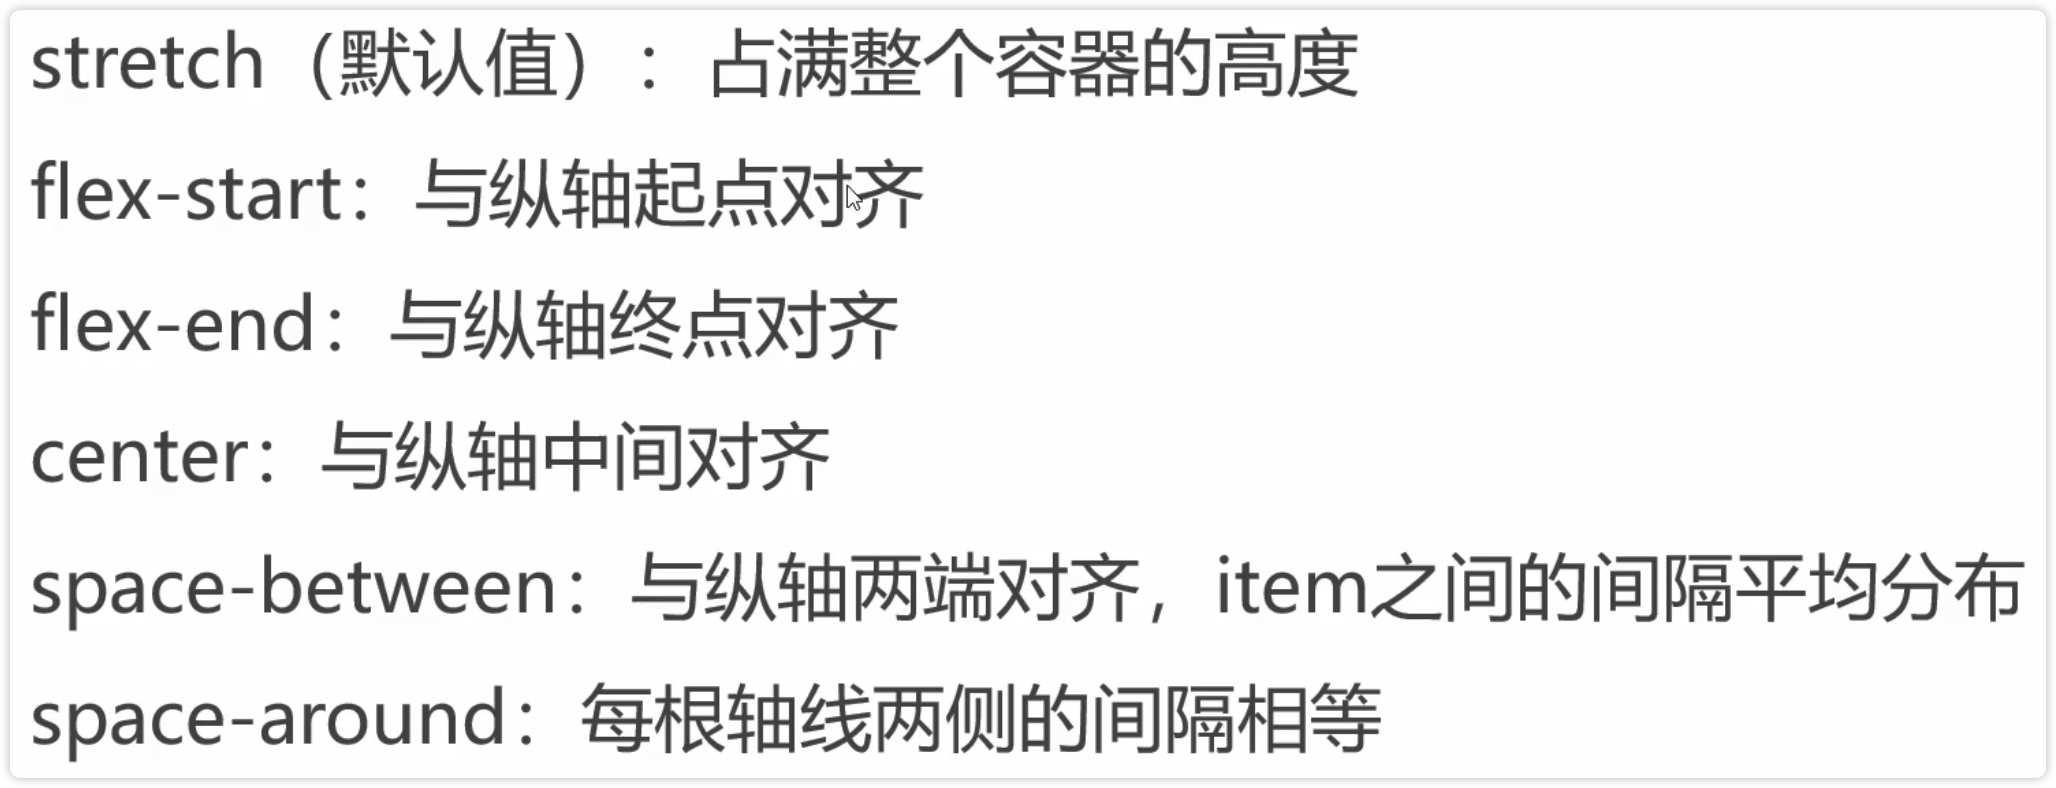 stretch（默认值）：占满整个容器的高度
flex-start：与纵轴起点对齐
flex-end：与纵轴终点对齐
center：与纵轴中间对齐
space-between：与纵轴两端对齐，item之间的间隔平均分布
space-around：每根轴线两侧的间隔相等